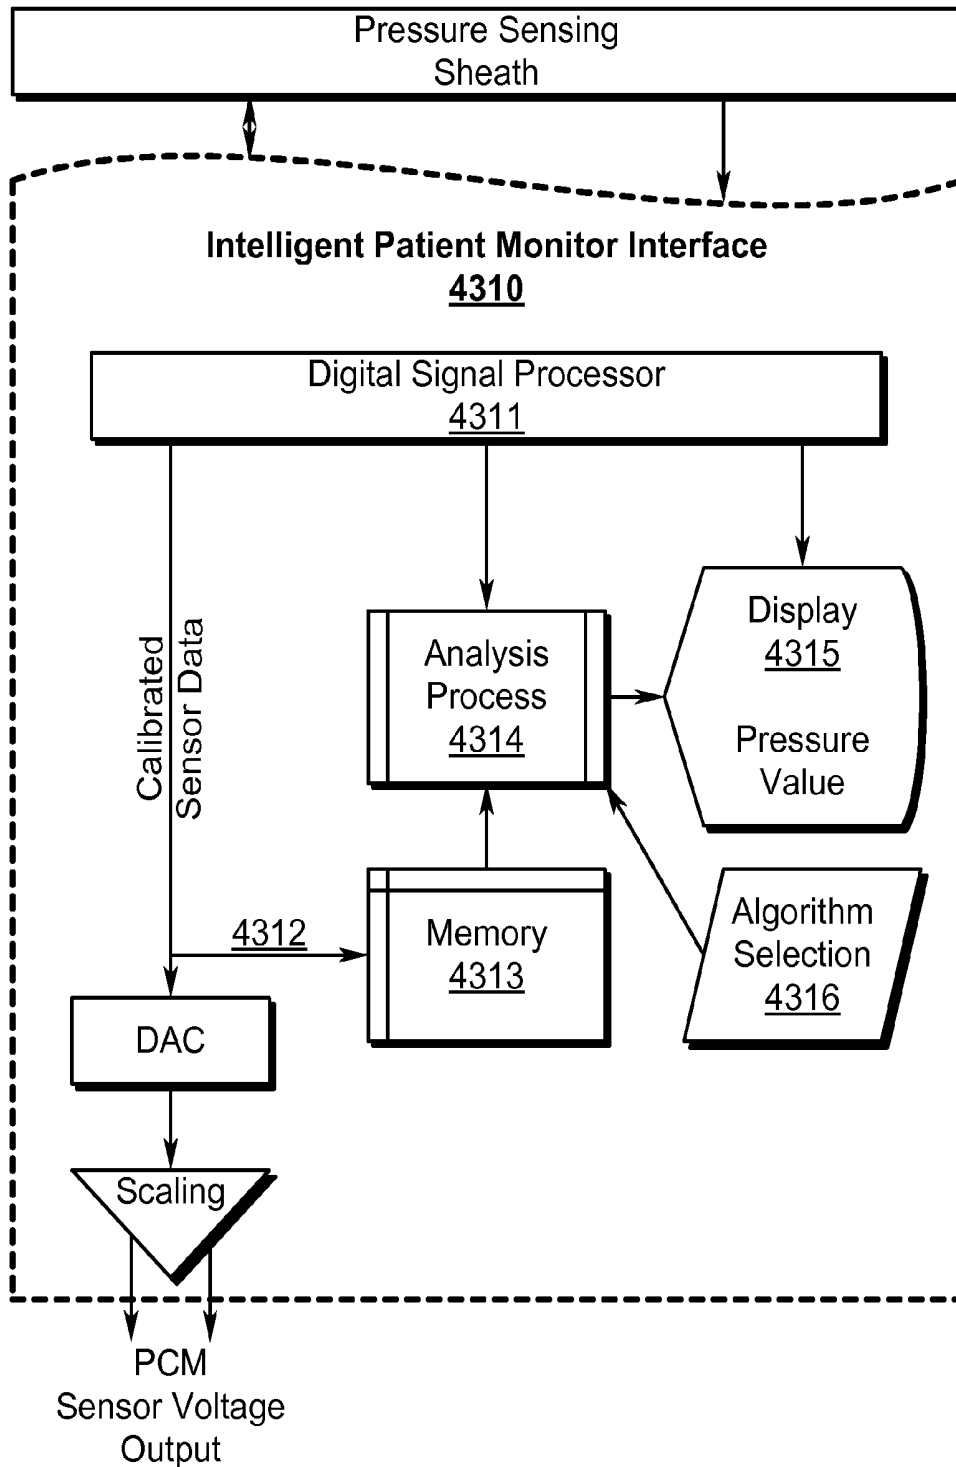 Pressure Sensing
Sheath
Intelligent Patient Monitor Interface
4310
Digital Signal Processor
4311
Calibrated
Sensor Data
Analysis
Process
4314
Display
4315
Pressure
Value
4312
Memory
4313
Algorithm
Selection
4316
DAC
Scaling
PCM
Sensor Voltage
Output